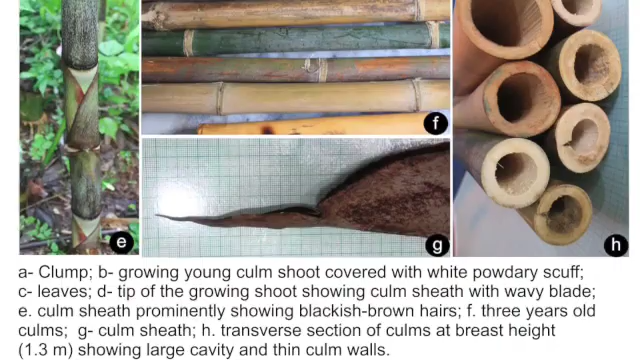 f
e
g
h
a- Clump; b- growing young culm shoot covered with white powdary scuff;
c- leaves; d- tip of the growing shoot showing culm sheath with wavy blade;
e. culm sheath prominently showing blackish-brown hairs; f. three years old
culms;  g- culm sheath; h. transverse section of culms at breast height
(1.3 m) showing large cavity and thin culm walls.